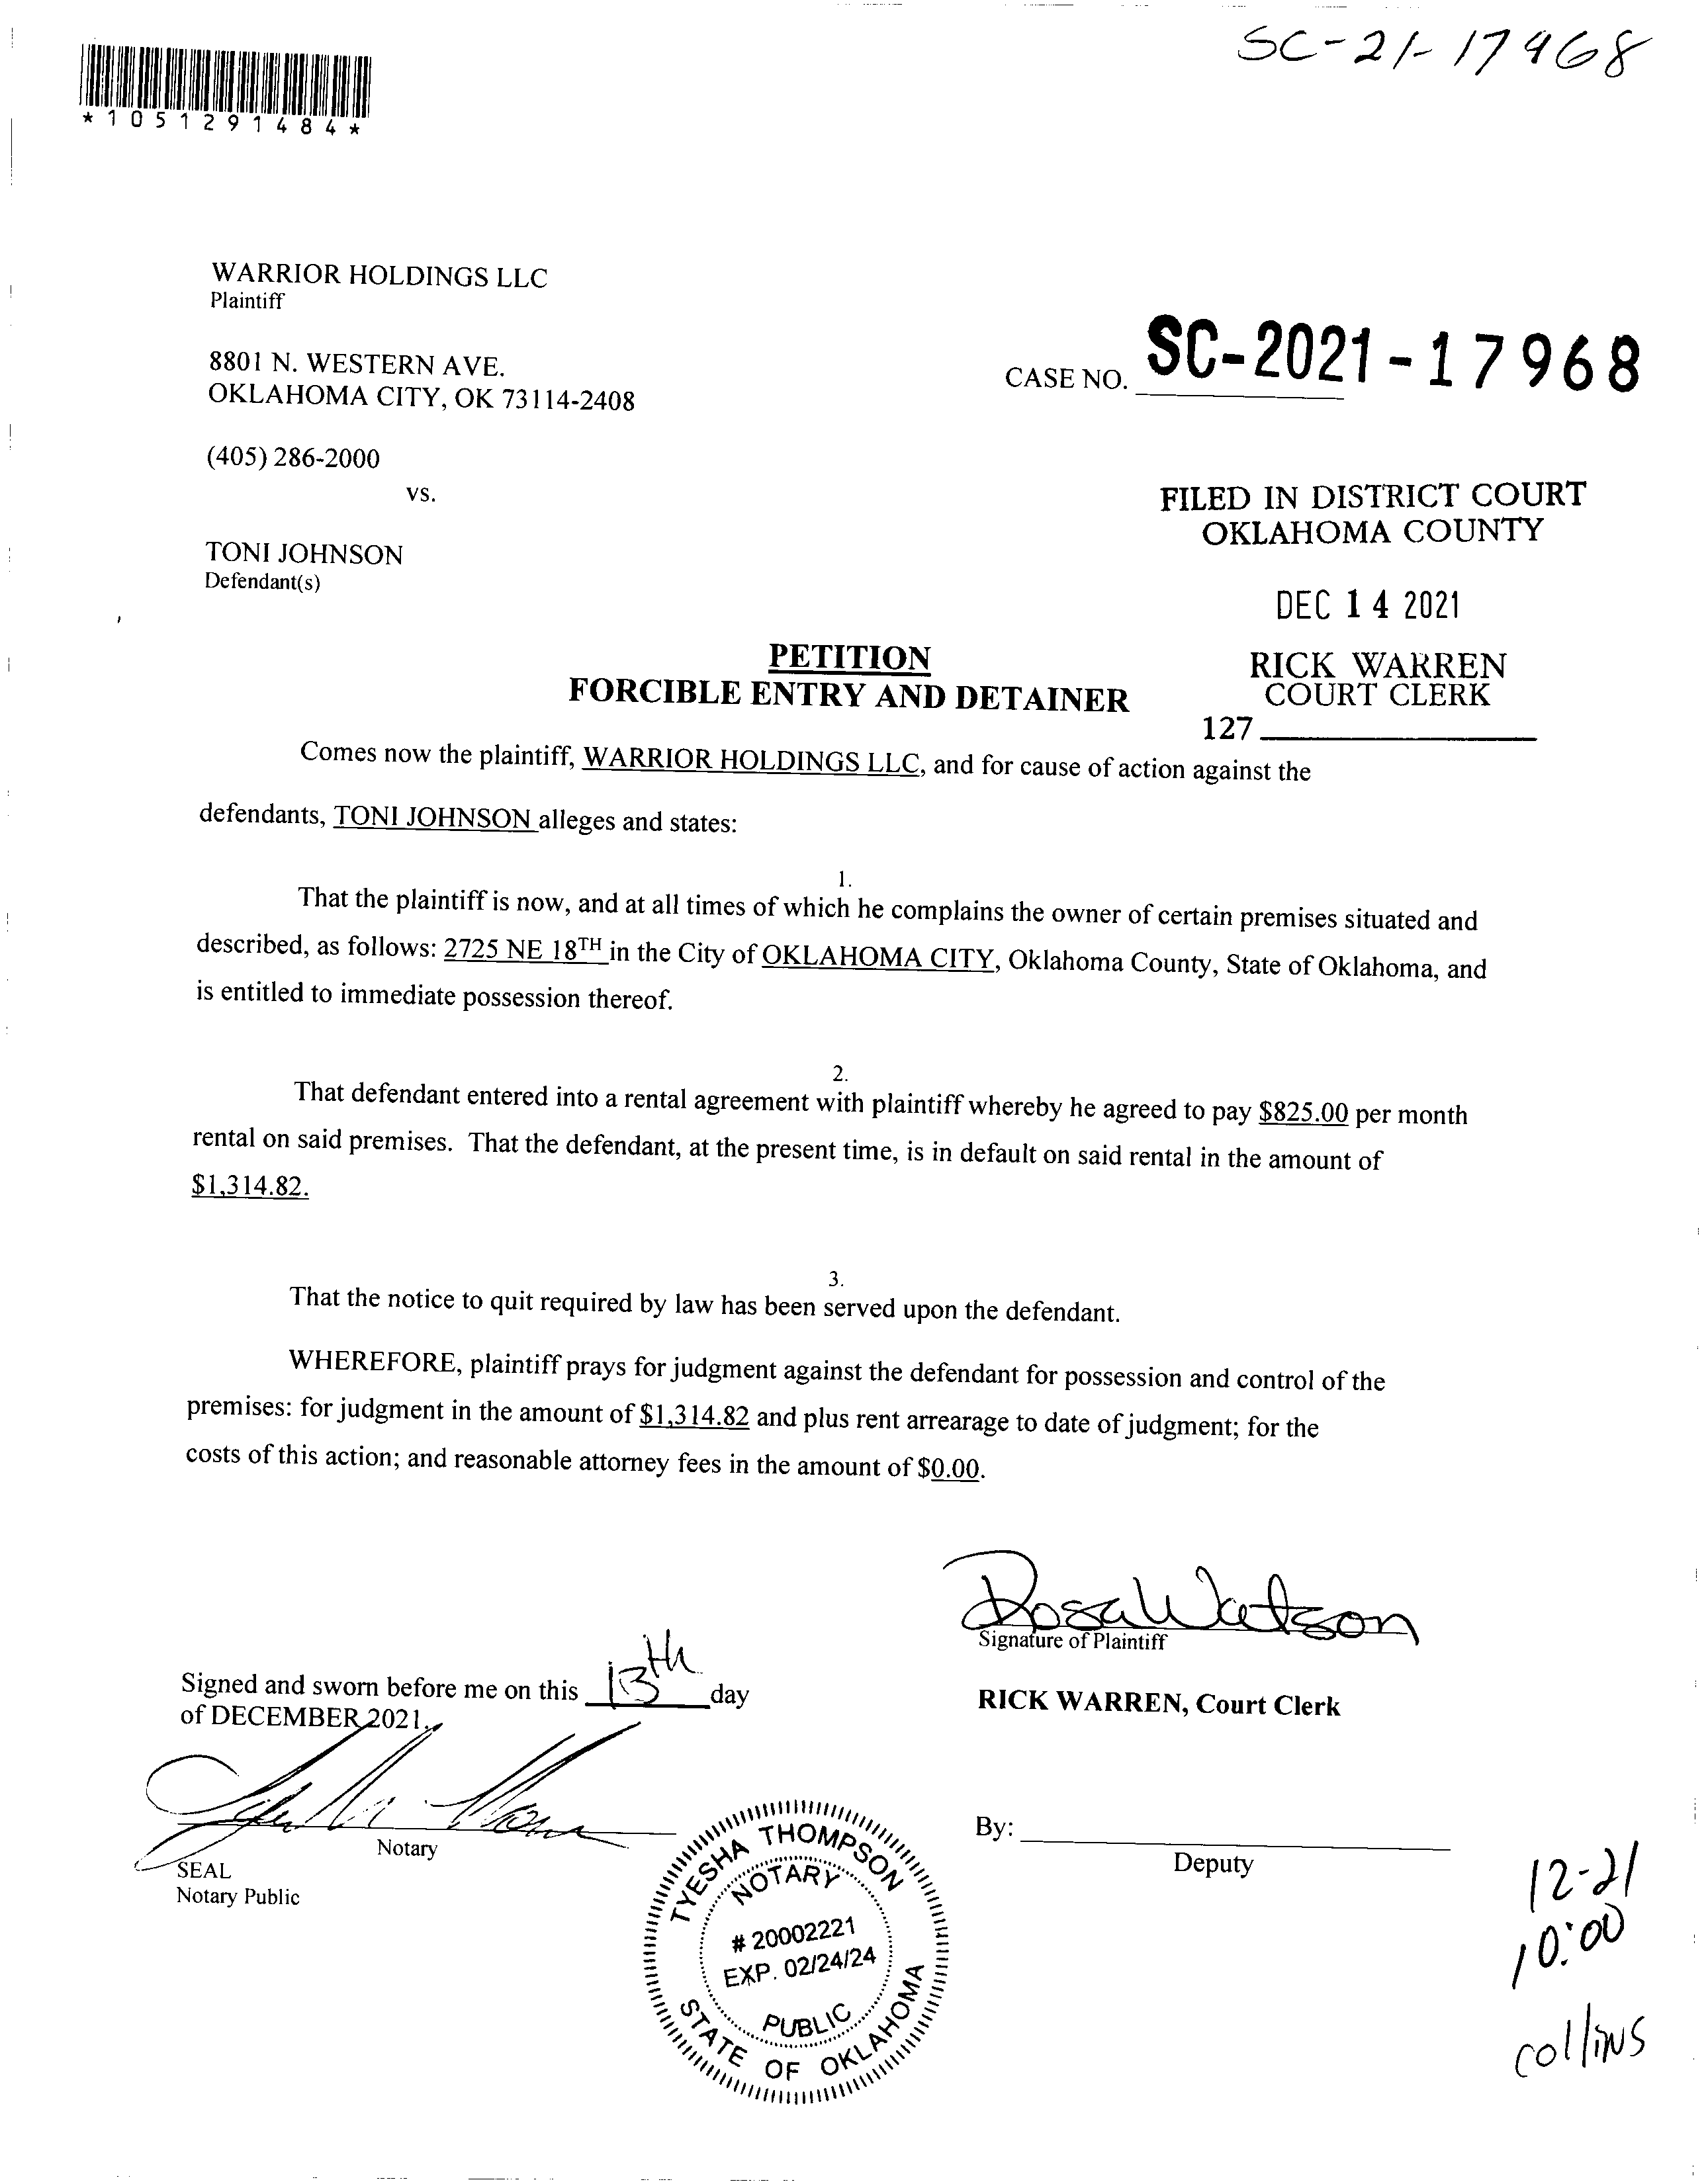 SC-21-17968
*1051291484*
WARRIOR HOLDINGS LLC
Plaintiff
8801 N. WESTERN AVE.
OKLAHOMA CITY, OK 73114-2408
CASE NO. SC-2021-17968
(405) 286-2000
vs.
FILED IN DISTRICT COURT
OKLAHOMA COUNTY
TONI JOHNSON
Defendant(s)
DEC 14 2021
RICK WARREN
COURT CLERK
127
PETITION
FORCIBLE ENTRY AND DETAINER
Comes now the plaintiff, WARRIOR HOLDINGS LLC, and for cause of action against the
defendants, TONI JOHNSON alleges and states:
1.
That the plaintiff is now, and at all times of which he complains the owner of certain premises situated and
described, as follows: 2725 NE 18TH in the City of OKLAHOMA CITY, Oklahoma County, State of Oklahoma, and
is entitled to immediate possession thereof.
2.
That defendant entered into a rental agreement with plaintiff whereby he agreed to pay $825.00 per month
rental on said premises. That the defendant, at the present time, is in default on said rental in the amount of
$1,314.82.
3.
That the notice to quit required by law has been served upon the defendant.
WHEREFORE, plaintiff prays for judgment against the defendant for possession and control of the
premises: for judgment in the amount of $1,314.82 and plus rent arrearage to date of judgment; for the
costs of this action; and reasonable attorney fees in the amount of $0.00.
Rosa Watson
Signature of Plaintiff
Signed and sworn before me on this 13th day
of DECEMBER 2021.
RICK WARREN, Court Clerk
Notary
SEAL
Notary Public
TYESHA THOMPSON
NOTARY
# 20002221
EXP. 02/24/24
PUBLIC
STATE OF OKLAHOMA
By:
Deputy
12-21
10:00
collins